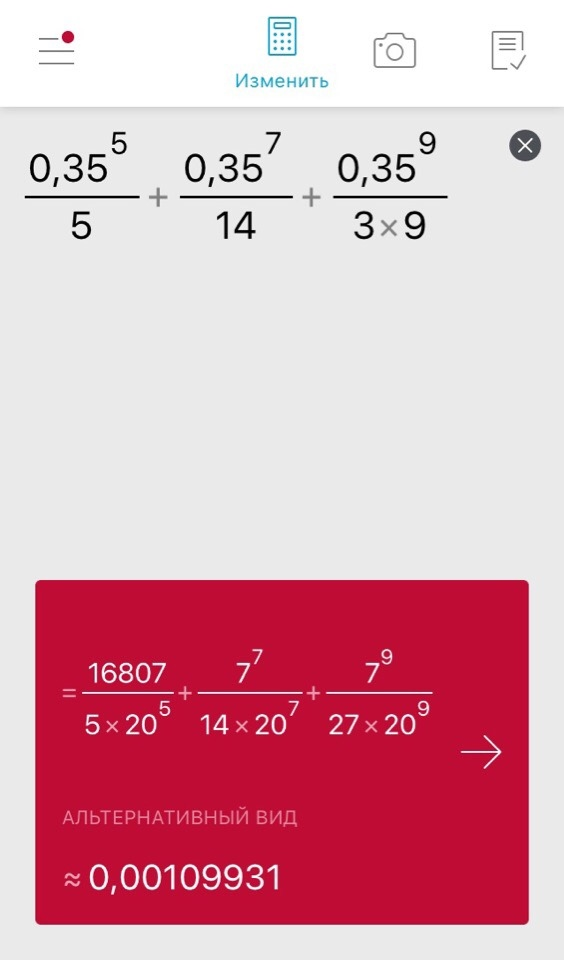 Изменить
0,35^5/5 + 0,35^7/14 + 0,35^9/(3×9)
= 16807/(5×20^5) + 7^7/(14×20^7) + 7^9/(27×20^9)
АЛЬТЕРНАТИВНЫЙ ВИД
≈ 0,00109931